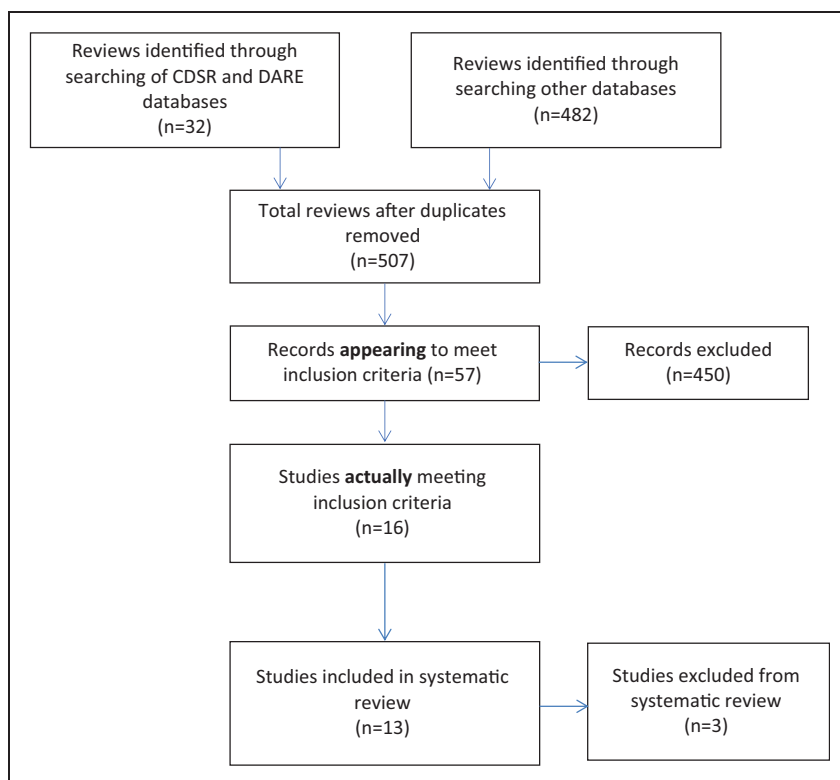 Reviews identified through
searching of CDSR and DARE
databases
(n=32)
Reviews identified through
searching other databases
(n=482)
Total reviews after duplicates
removed
(n=507)
Records appearing to meet
inclusion criteria (n=57)
Records excluded
(n=450)
Studies actually meeting
inclusion criteria
(n=16)
Studies included in systematic
review
(n=13)
Studies excluded from
systematic review
(n=3)